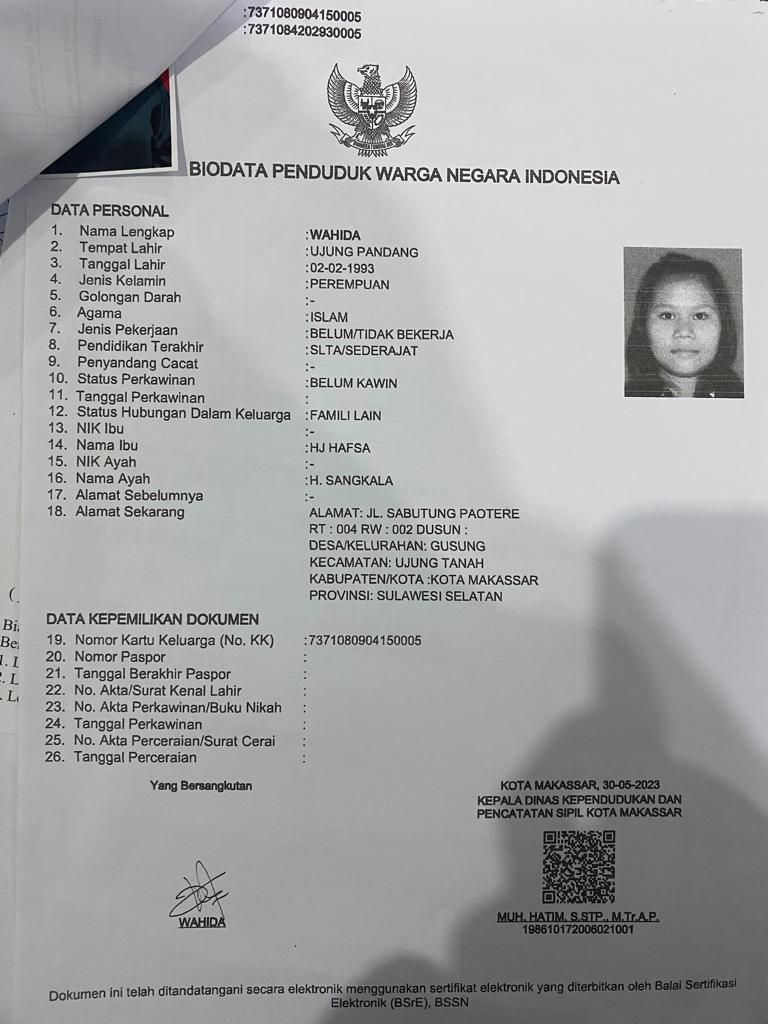 :7371080904150005
:7371084202930005
BIODATA PENDUDUK WARGA NEGARA INDONESIA
DATA PERSONAL
1. Nama Lengkap :WAHIDA
2. Tempat Lahir :UJUNG PANDANG
3. Tanggal Lahir :02-02-1993
4. Jenis Kelamin :PEREMPUAN
5. Golongan Darah :-
6. Agama :ISLAM
7. Jenis Pekerjaan :BELUM/TIDAK BEKERJA
8. Pendidikan Terakhir :SLTA/SEDERAJAT
9. Penyandang Cacat :-
10. Status Perkawinan :BELUM KAWIN
11. Tanggal Perkawinan :
12. Status Hubungan Dalam Keluarga :FAMILI LAIN
13. NIK Ibu :-
14. Nama Ibu :HJ HAFSA
15. NIK Ayah :-
16. Nama Ayah :H. SANGKALA
17. Alamat Sebelumnya :-
18. Alamat Sekarang ALAMAT: JL. SABUTUNG PAOTERE
RT : 004 RW : 002 DUSUN :
DESA/KELURAHAN: GUSUNG
KECAMATAN: UJUNG TANAH
KABUPATEN/KOTA :KOTA MAKASSAR
PROVINSI: SULAWESI SELATAN
DATA KEPEMILIKAN DOKUMEN
19. Nomor Kartu Keluarga (No. KK) :7371080904150005
20. Nomor Paspor :
21. Tanggal Berakhir Paspor :
22. No. Akta/Surat Kenal Lahir :
23. No. Akta Perkawinan/Buku Nikah :
24. Tanggal Perkawinan :
25. No. Akta Perceraian/Surat Cerai :
26. Tanggal Perceraian :
Yang Bersangkutan
WAHIDA
KOTA MAKASSAR, 30-05-2023
KEPALA DINAS KEPENDUDUKAN DAN
PENCATATAN SIPIL KOTA MAKASSAR
MUH. HATIM, S.STP., M.Tr.A.P.
198610172006021001
Dokumen ini telah ditandatangani secara elektronik menggunakan sertifikat elektronik yang diterbitkan oleh Balai Sertifikasi
Elektronik (BSrE), BSSN